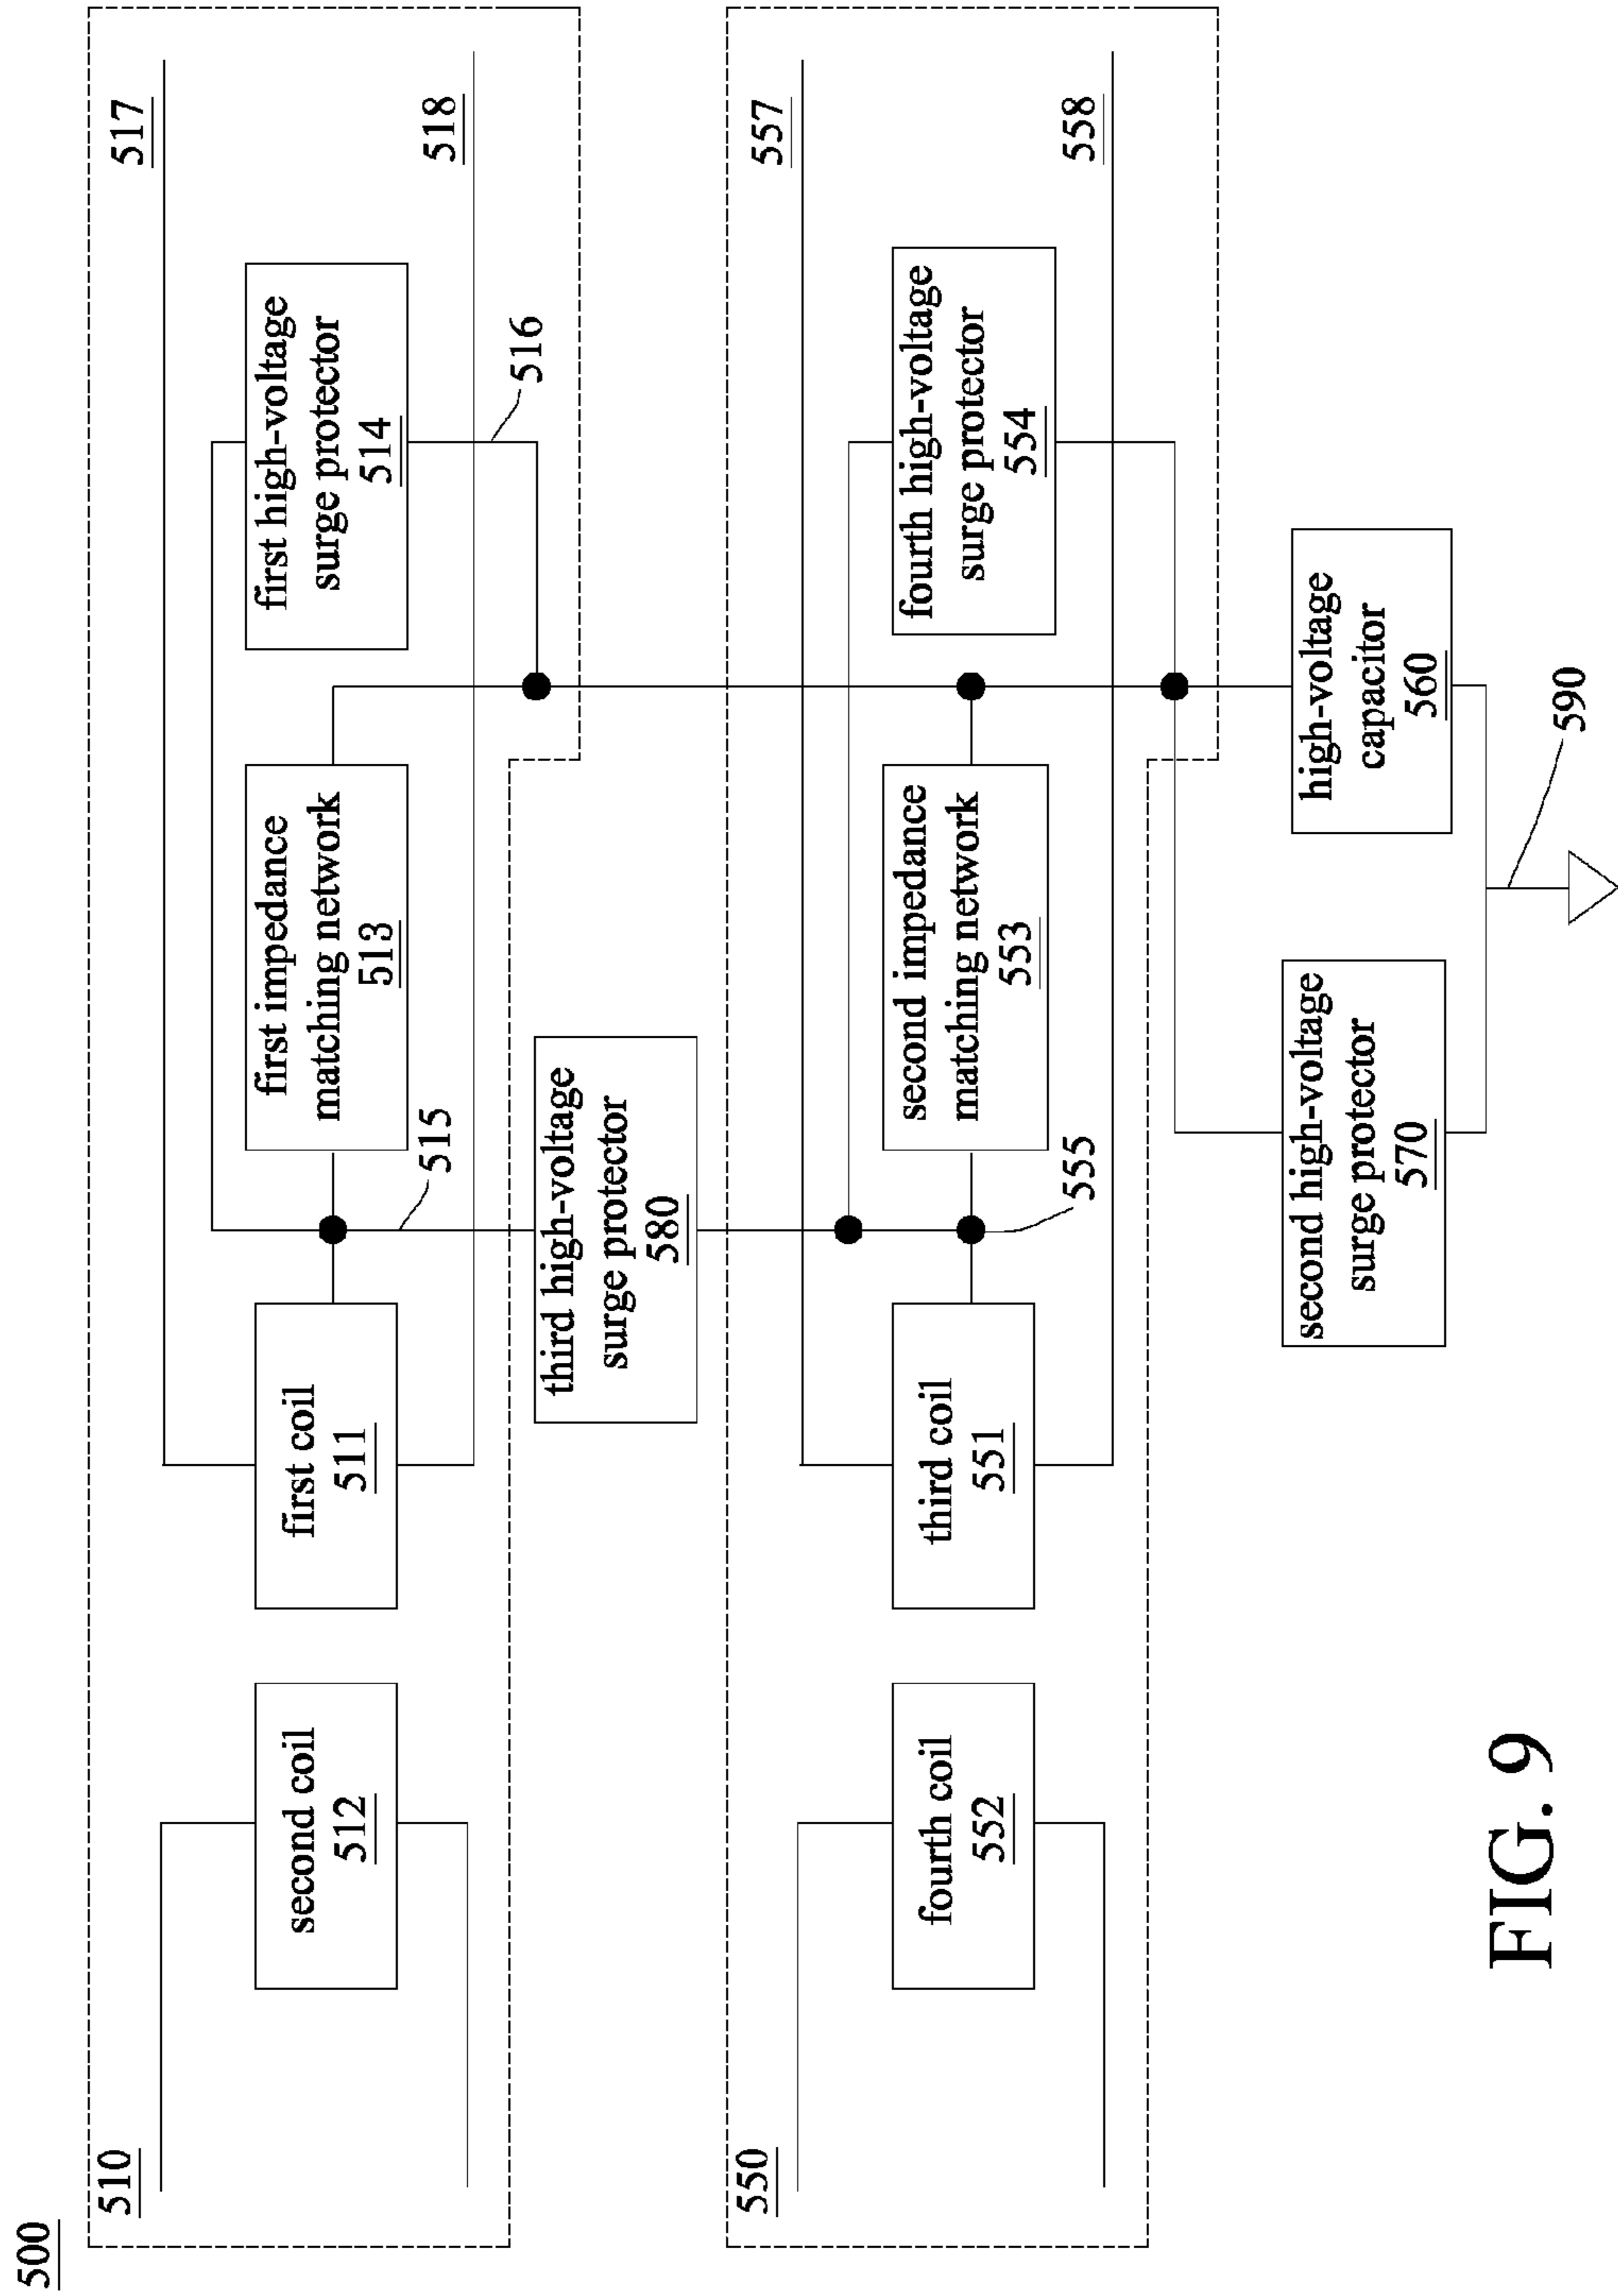 500
510
second coil
512
first coil
511
515
first impedance
matching network
513
first high-voltage
surge protector
514
516
517
518
third high-voltage
surge protector
580
550
fourth coil
552
third coil
551
555
second impedance
matching network
553
fourth high-voltage
surge protector
554
557
558
second high-voltage
surge protector
570
high-voltage
capacitor
560
590
FIG. 9